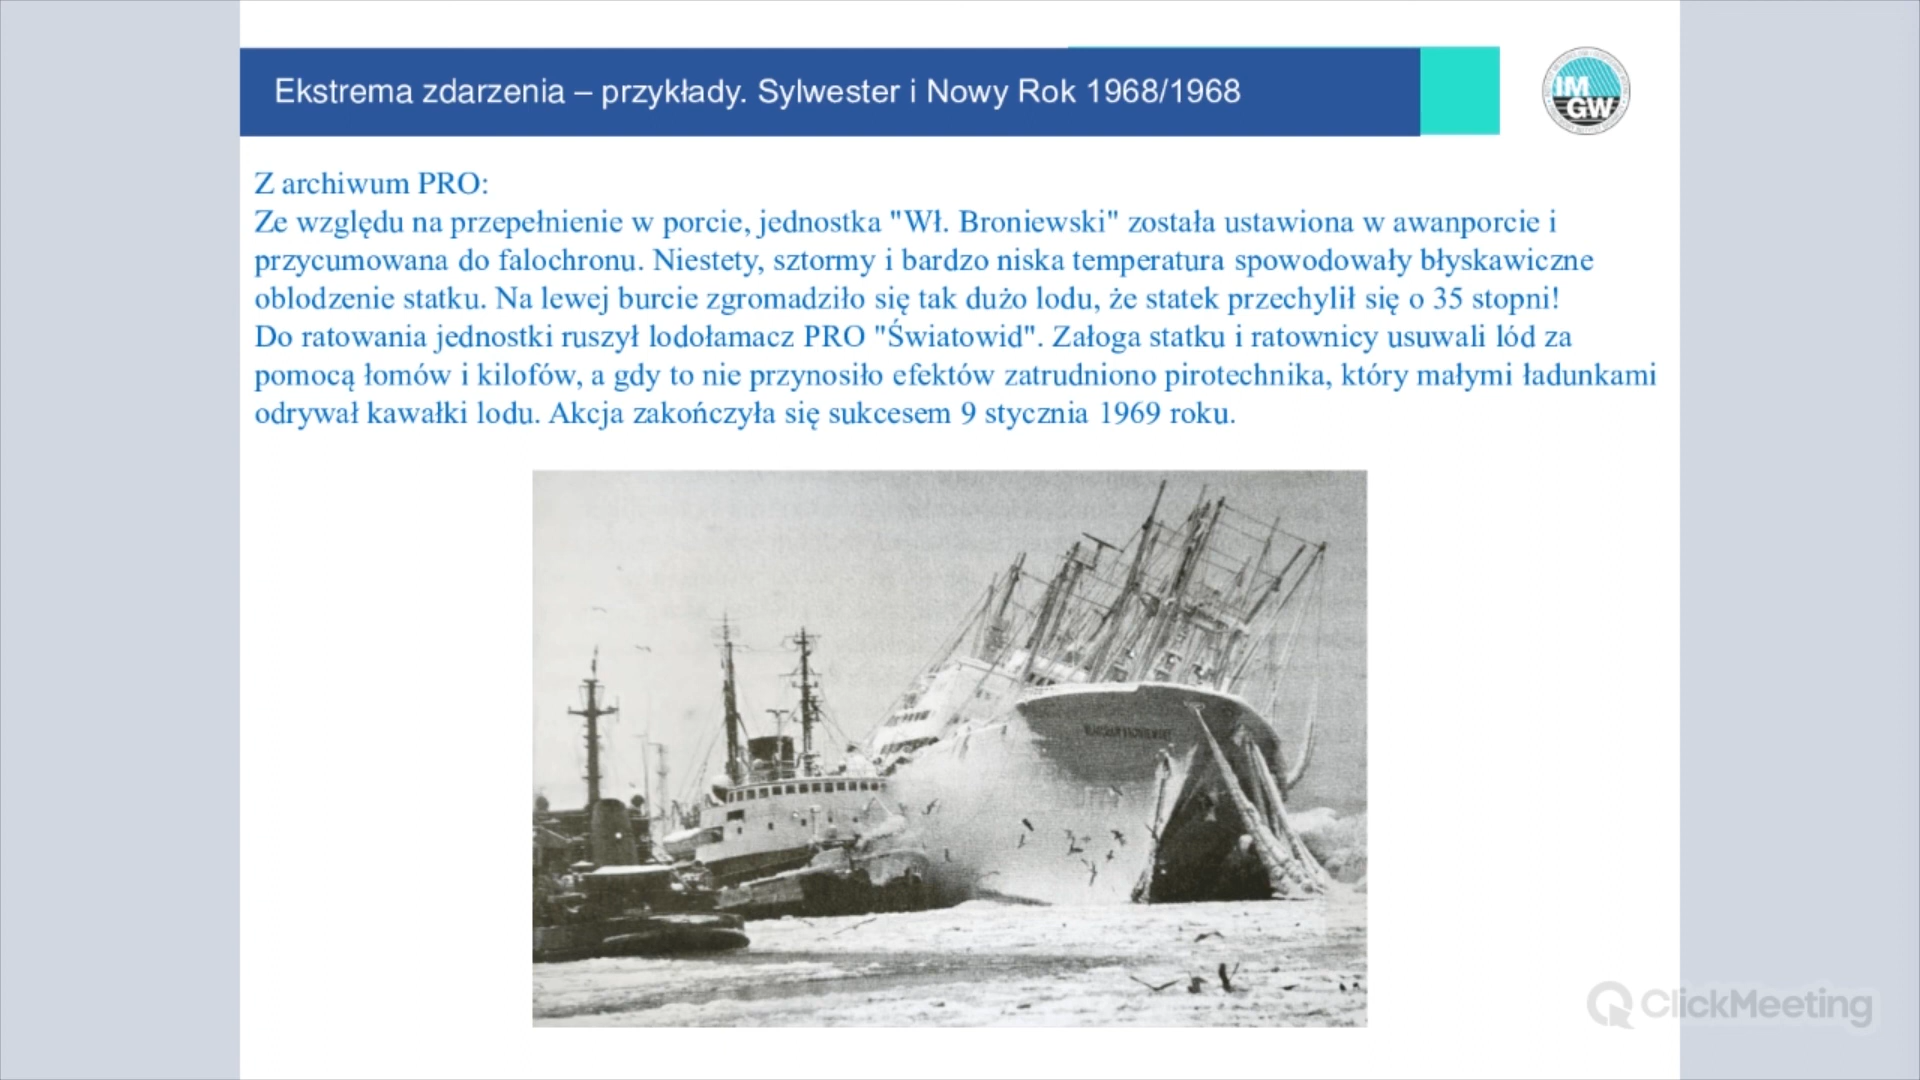 Ekstrema zdarzenia – przykłady. Sylwester i Nowy Rok 1968/1968
IM
GW
Z archiwum PRO:
Ze względu na przepełnienie w porcie, jednostka "Wł. Broniewski" została ustawiona w awanporcie i
przycumowana do falochronu. Niestety, sztormy i bardzo niska temperatura spowodowały błyskawiczne
oblodzenie statku. Na lewej burcie zgromadziło się tak dużo lodu, że statek przechylił się o 35 stopni!
Do ratowania jednostki ruszył lodołamacz PRO "Światowid". Załoga statku i ratownicy usuwali lód za
pomocą łomów i kilofów, a gdy to nie przynosiło efektów zatrudniono pirotechnika, który małymi ładunkami
odrywał kawałki lodu. Akcja zakończyła się sukcesem 9 stycznia 1969 roku.
ClickMeeting